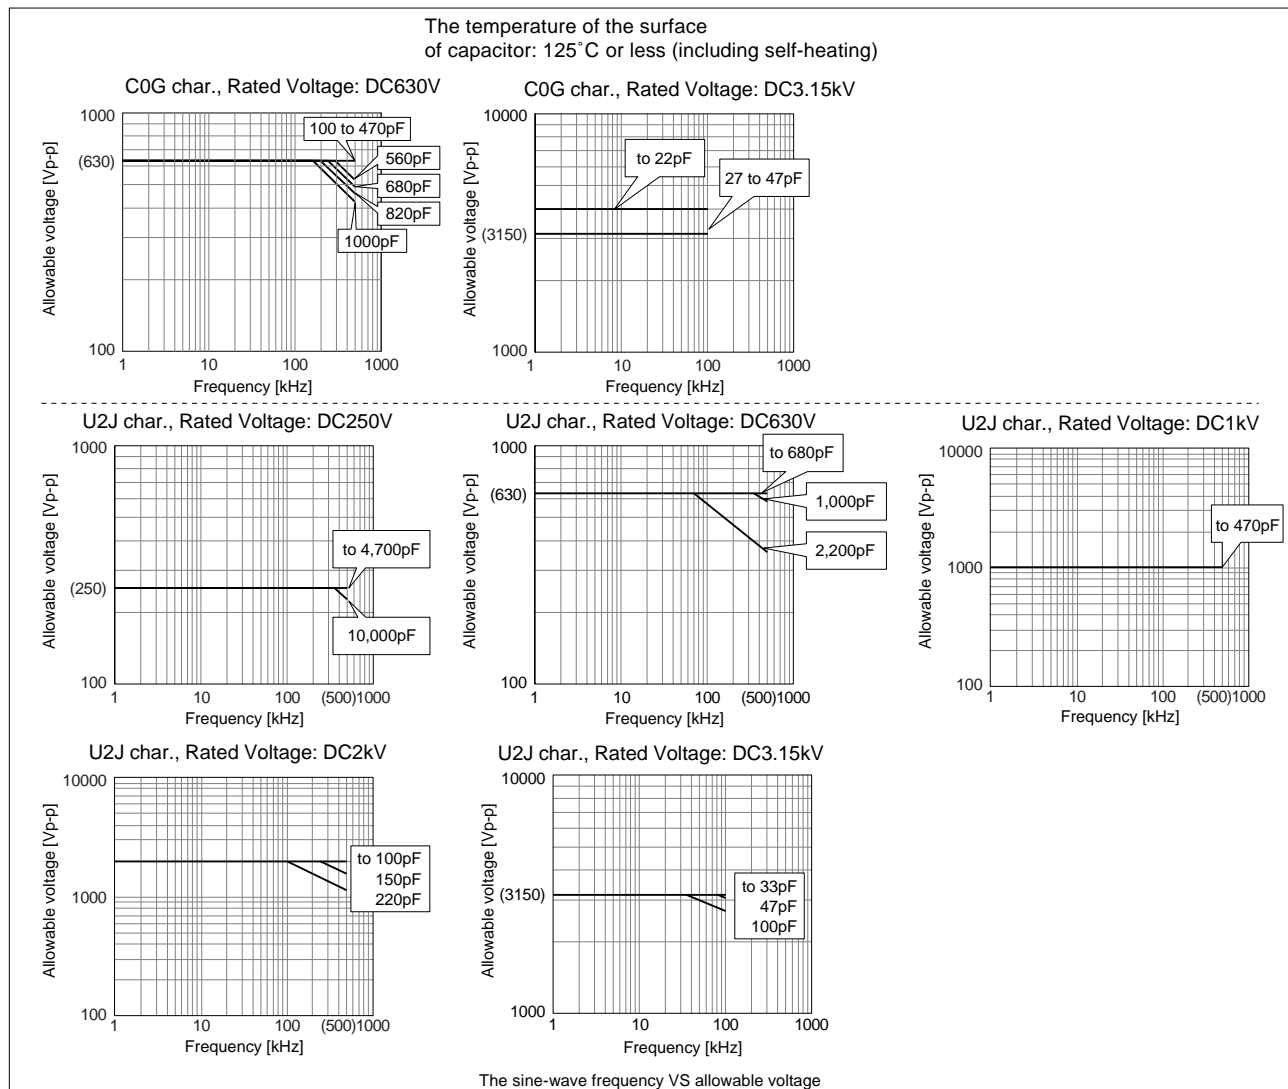 The temperature of the surface
of capacitor: 125˚C or less (including self-heating)
C0G char., Rated Voltage: DC630V
Allowable voltage [Vp-p]
1000
(630)
100
100 to 470pF
560pF
680pF
820pF
1000pF
1 10 100 1000
Frequency [kHz]
C0G char., Rated Voltage: DC3.15kV
Allowable voltage [Vp-p]
10000
(3150)
1000
to 22pF
27 to 47pF
1 10 100 1000
Frequency [kHz]
U2J char., Rated Voltage: DC250V
Allowable voltage [Vp-p]
1000
(250)
100
to 4,700pF
10,000pF
1 10 100 (500)1000
Frequency [kHz]
U2J char., Rated Voltage: DC630V
Allowable voltage [Vp-p]
1000
(630)
100
to 680pF
1,000pF
2,200pF
1 10 100 (500)1000
Frequency [kHz]
U2J char., Rated Voltage: DC1kV
Allowable voltage [Vp-p]
10000
1000
100
to 470pF
1 10 100 (500)1000
Frequency [kHz]
U2J char., Rated Voltage: DC2kV
Allowable voltage [Vp-p]
10000
1000
100
to 100pF
150pF
220pF
1 10 100 (500)1000
Frequency [kHz]
U2J char., Rated Voltage: DC3.15kV
Allowable voltage [Vp-p]
10000
(3150)
1000
to 33pF
47pF
100pF
1 10 100 1000
Frequency [kHz]
The sine-wave frequency VS allowable voltage